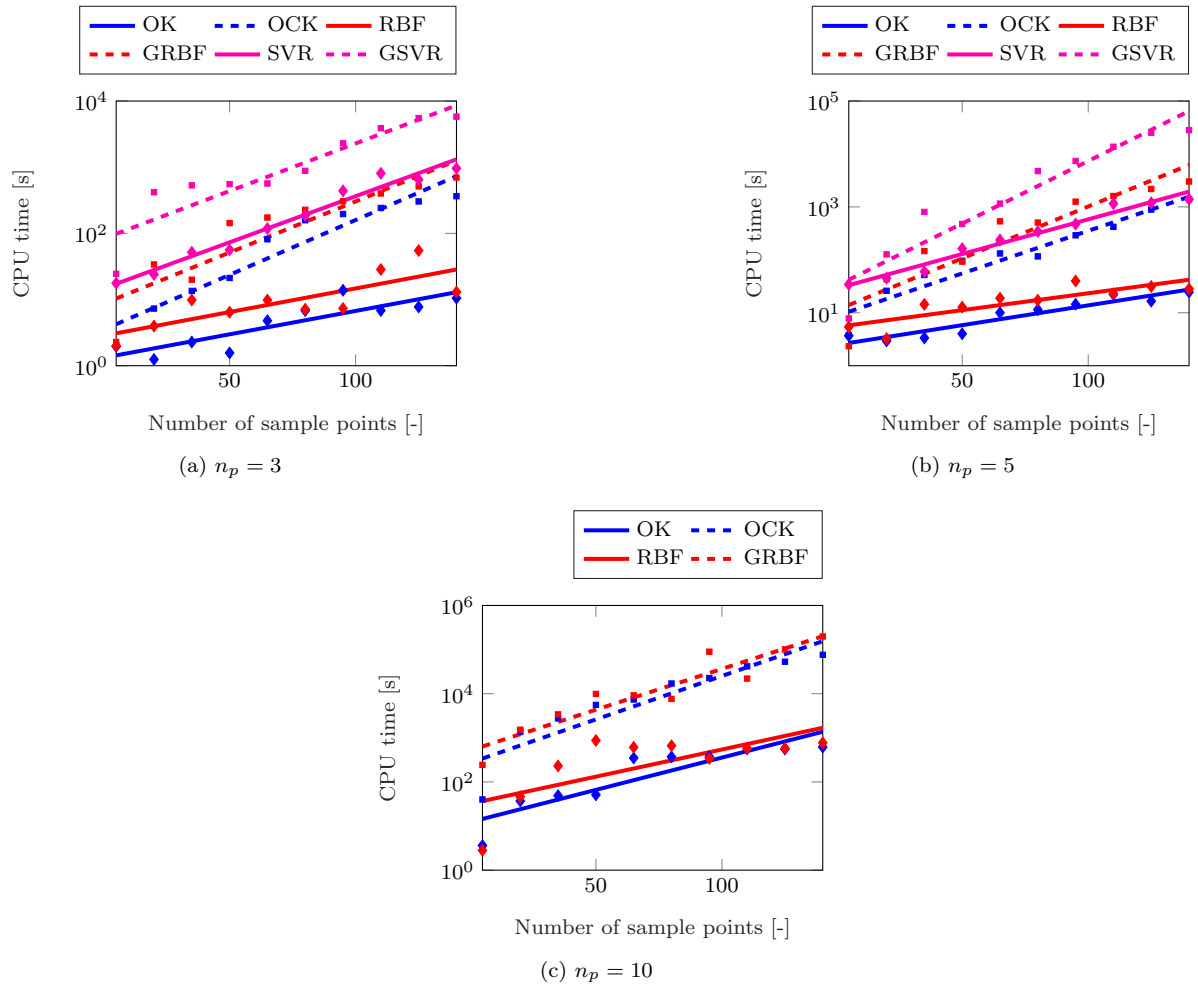 OK OCK RBF
GRBF SVR GSVR
10^4
10^2
10^0
CPU time [s]
50 100
Number of sample points [-]
(a) n_p = 3
OK OCK RBF
GRBF SVR GSVR
10^5
10^3
10^1
CPU time [s]
50 100
Number of sample points [-]
(b) n_p = 5
OK OCK
RBF GRBF
10^6
10^4
10^2
10^0
CPU time [s]
50 100
Number of sample points [-]
(c) n_p = 10